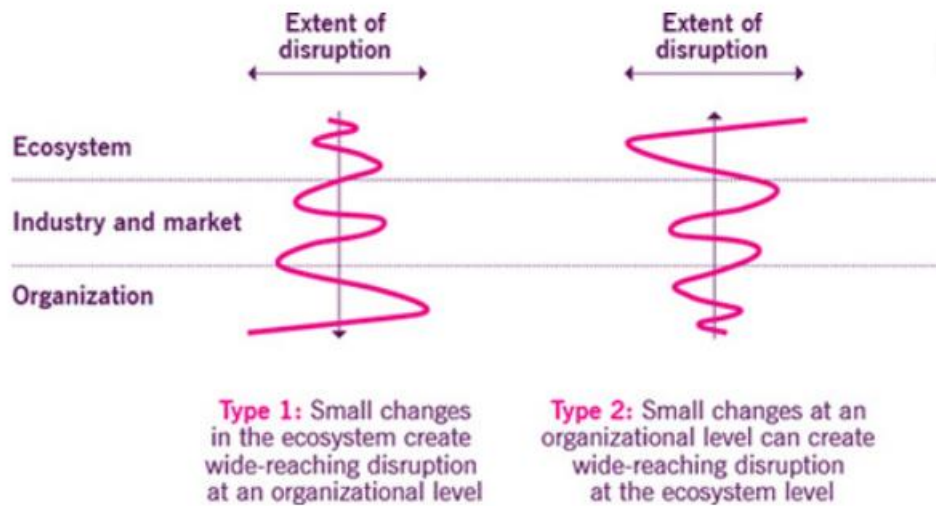 Extent of
disruption
Extent of
disruption
Ecosystem
Industry and market
Organization
Type 1: Small changes
in the ecosystem create
wide-reaching disruption
at an organizational level
Type 2: Small changes at an
organizational level can create
wide-reaching disruption
at the ecosystem level